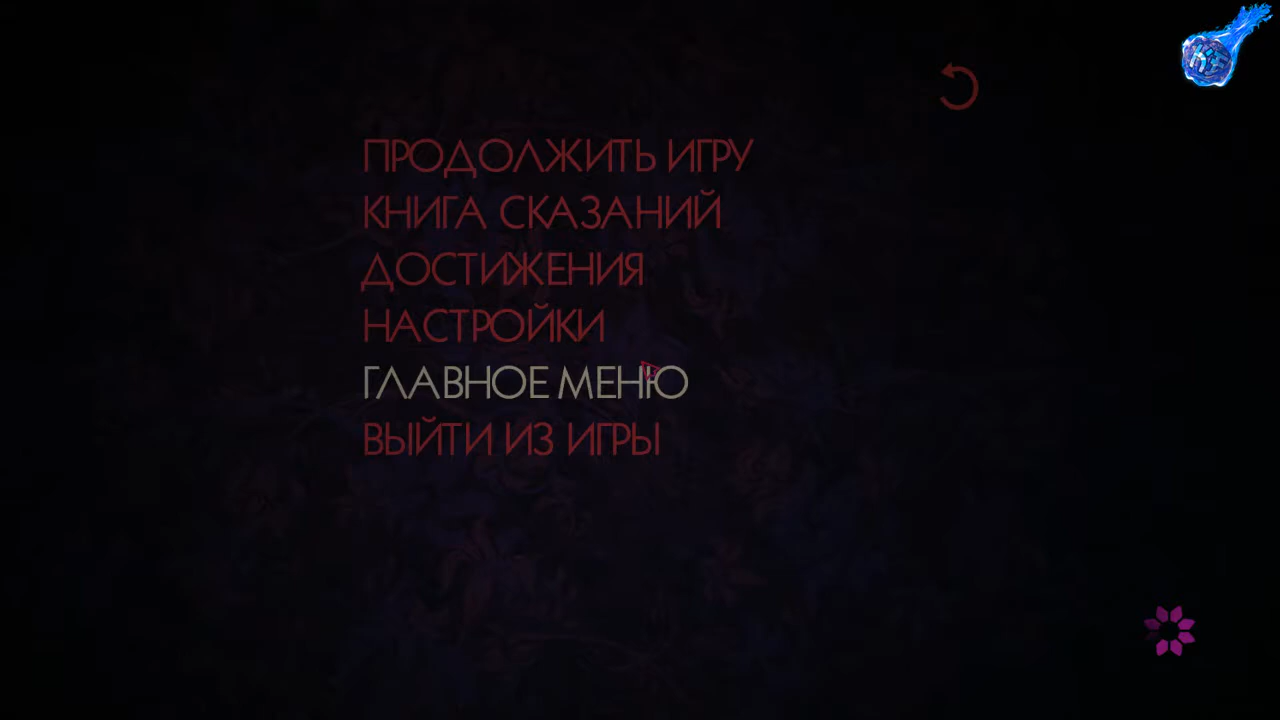 ПРОДОЛЖИТЬ ИГРУ
КНИГА СКАЗАНИЙ
ДОСТИЖЕНИЯ
НАСТРОЙКИ
ГЛАВНОЕ МЕНЮ
ВЫЙТИ ИЗ ИГРЫ